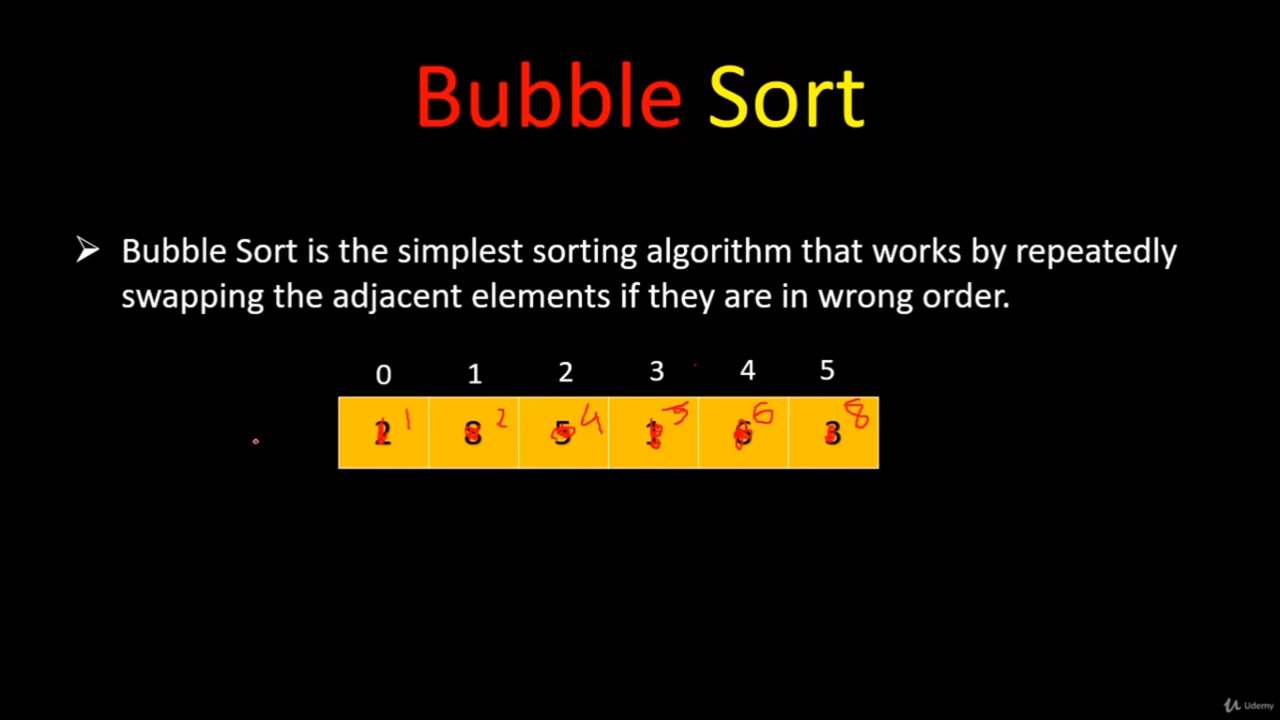 Bubble Sort
➢ Bubble Sort is the simplest sorting algorithm that works by repeatedly
swapping the adjacent elements if they are in wrong order.
0 1 2 3 4 5
2 1 8 2 5 4 1 5 6 6 3 8
Udemy